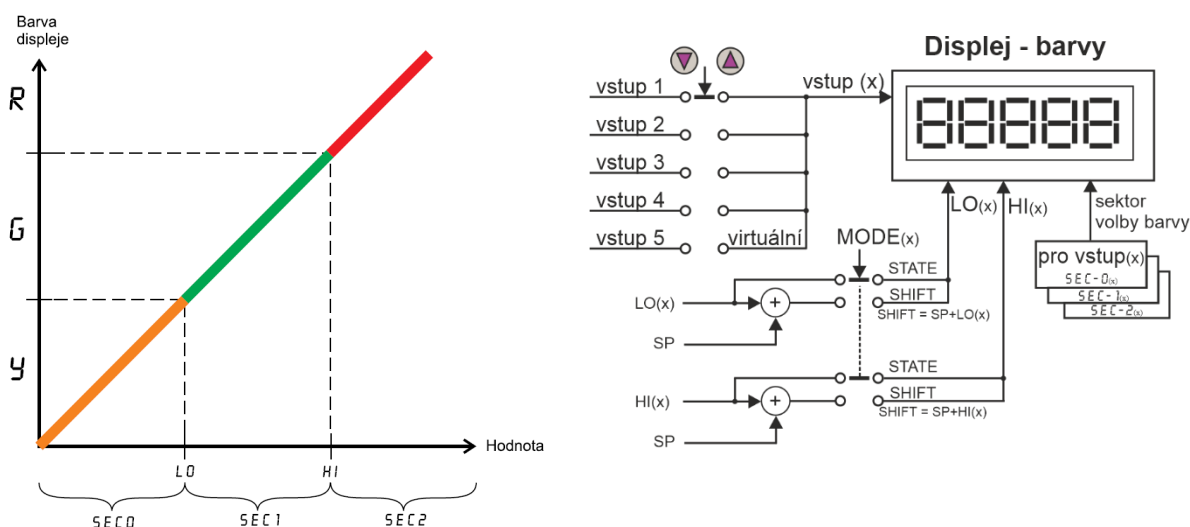 Barva
displeje
R
G
Y
Hodnota
LO
HI
SEC0
SEC1
SEC2
Displej - barvy
vstup 1
vstup 2
vstup 3
vstup 4
vstup 5
virtuální
vstup (x)
88888
LO(x)
HI(x)
sektor
volby barvy
pro vstup(x)
SEC-0(x)
SEC-1(x)
SEC-2(x)
MODE(x)
STATE
SHIFT
SHIFT = SP+LO(x)
LO(x)
+
SP
STATE
SHIFT
SHIFT = SP+HI(x)
HI(x)
+
SP